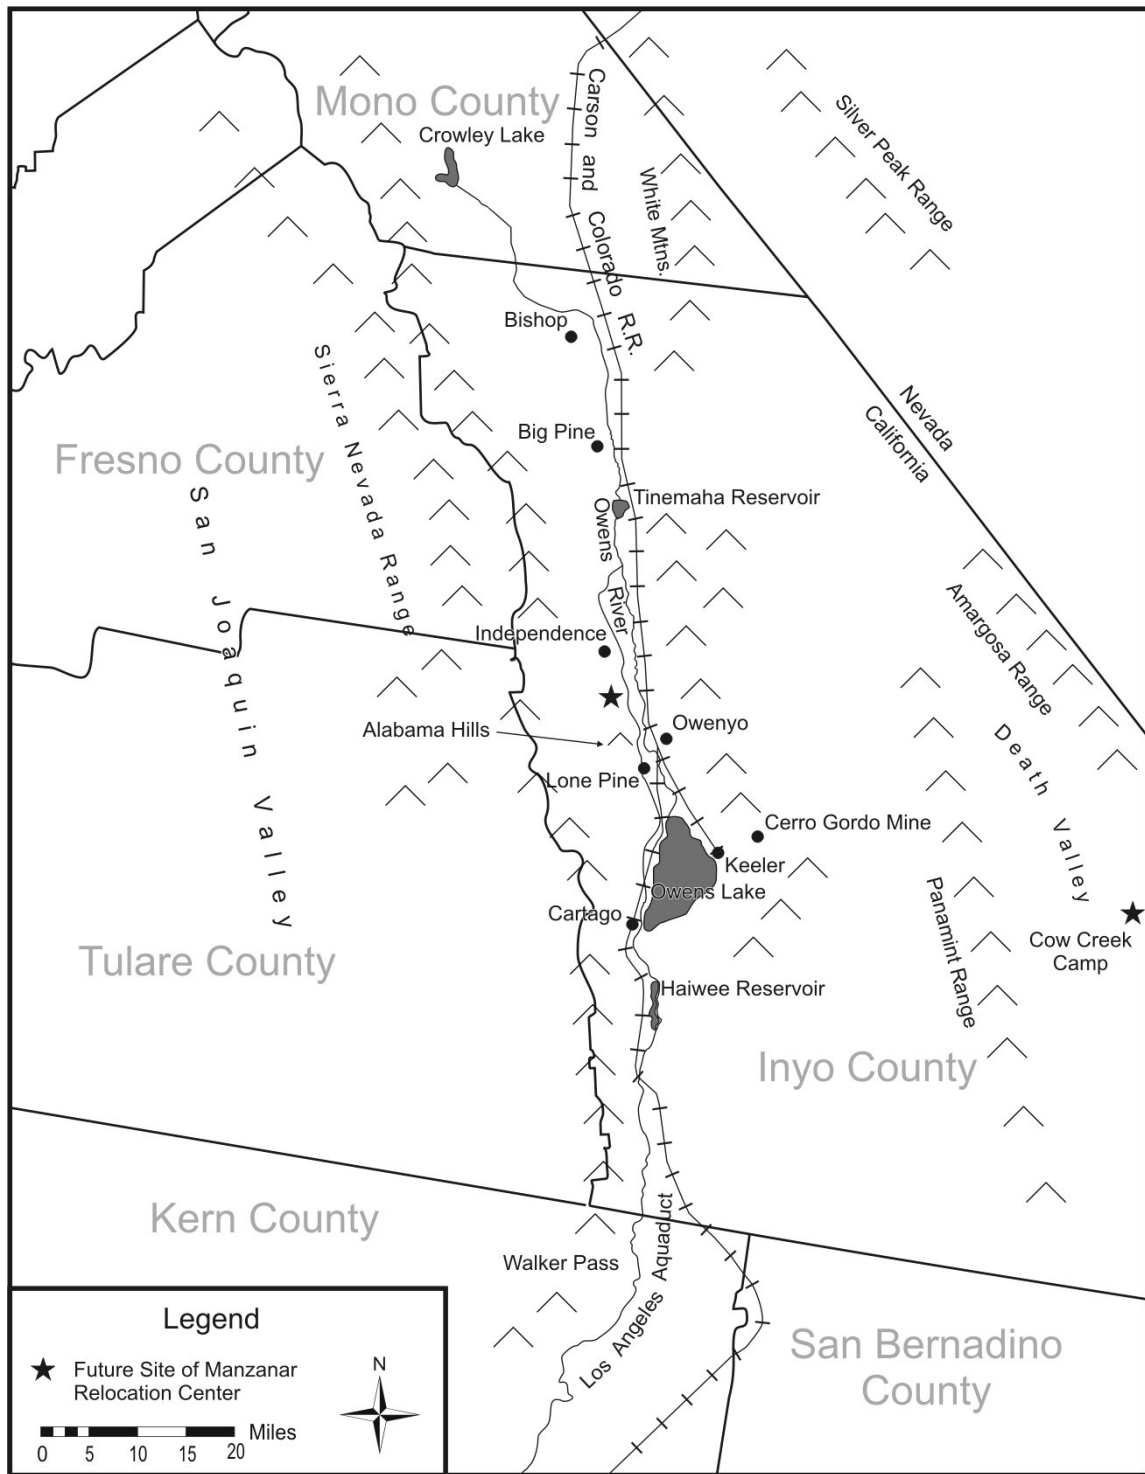 Mono County
Crowley Lake
Carson and Colorado R.R.
White Mtns.
Silver Peak Range
Bishop
Nevada
California
Big Pine
Fresno County
Sierra Nevada Range
San Joaquin Valley
Tinemaha Reservoir
Owens River
Independence
Amargosa Range
Alabama Hills
Owenyo
Lone Pine
Death Valley
Cerro Gordo Mine
Keeler
Owens Lake
Cartago
Panamint Range
Cow Creek
Camp
Tulare County
Haiwee Reservoir
Inyo County
Kern County
Walker Pass
Los Angeles Aquaduct
San Bernadino
County
Legend
Future Site of Manzanar
Relocation Center
N
Miles
0 5 10 15 20